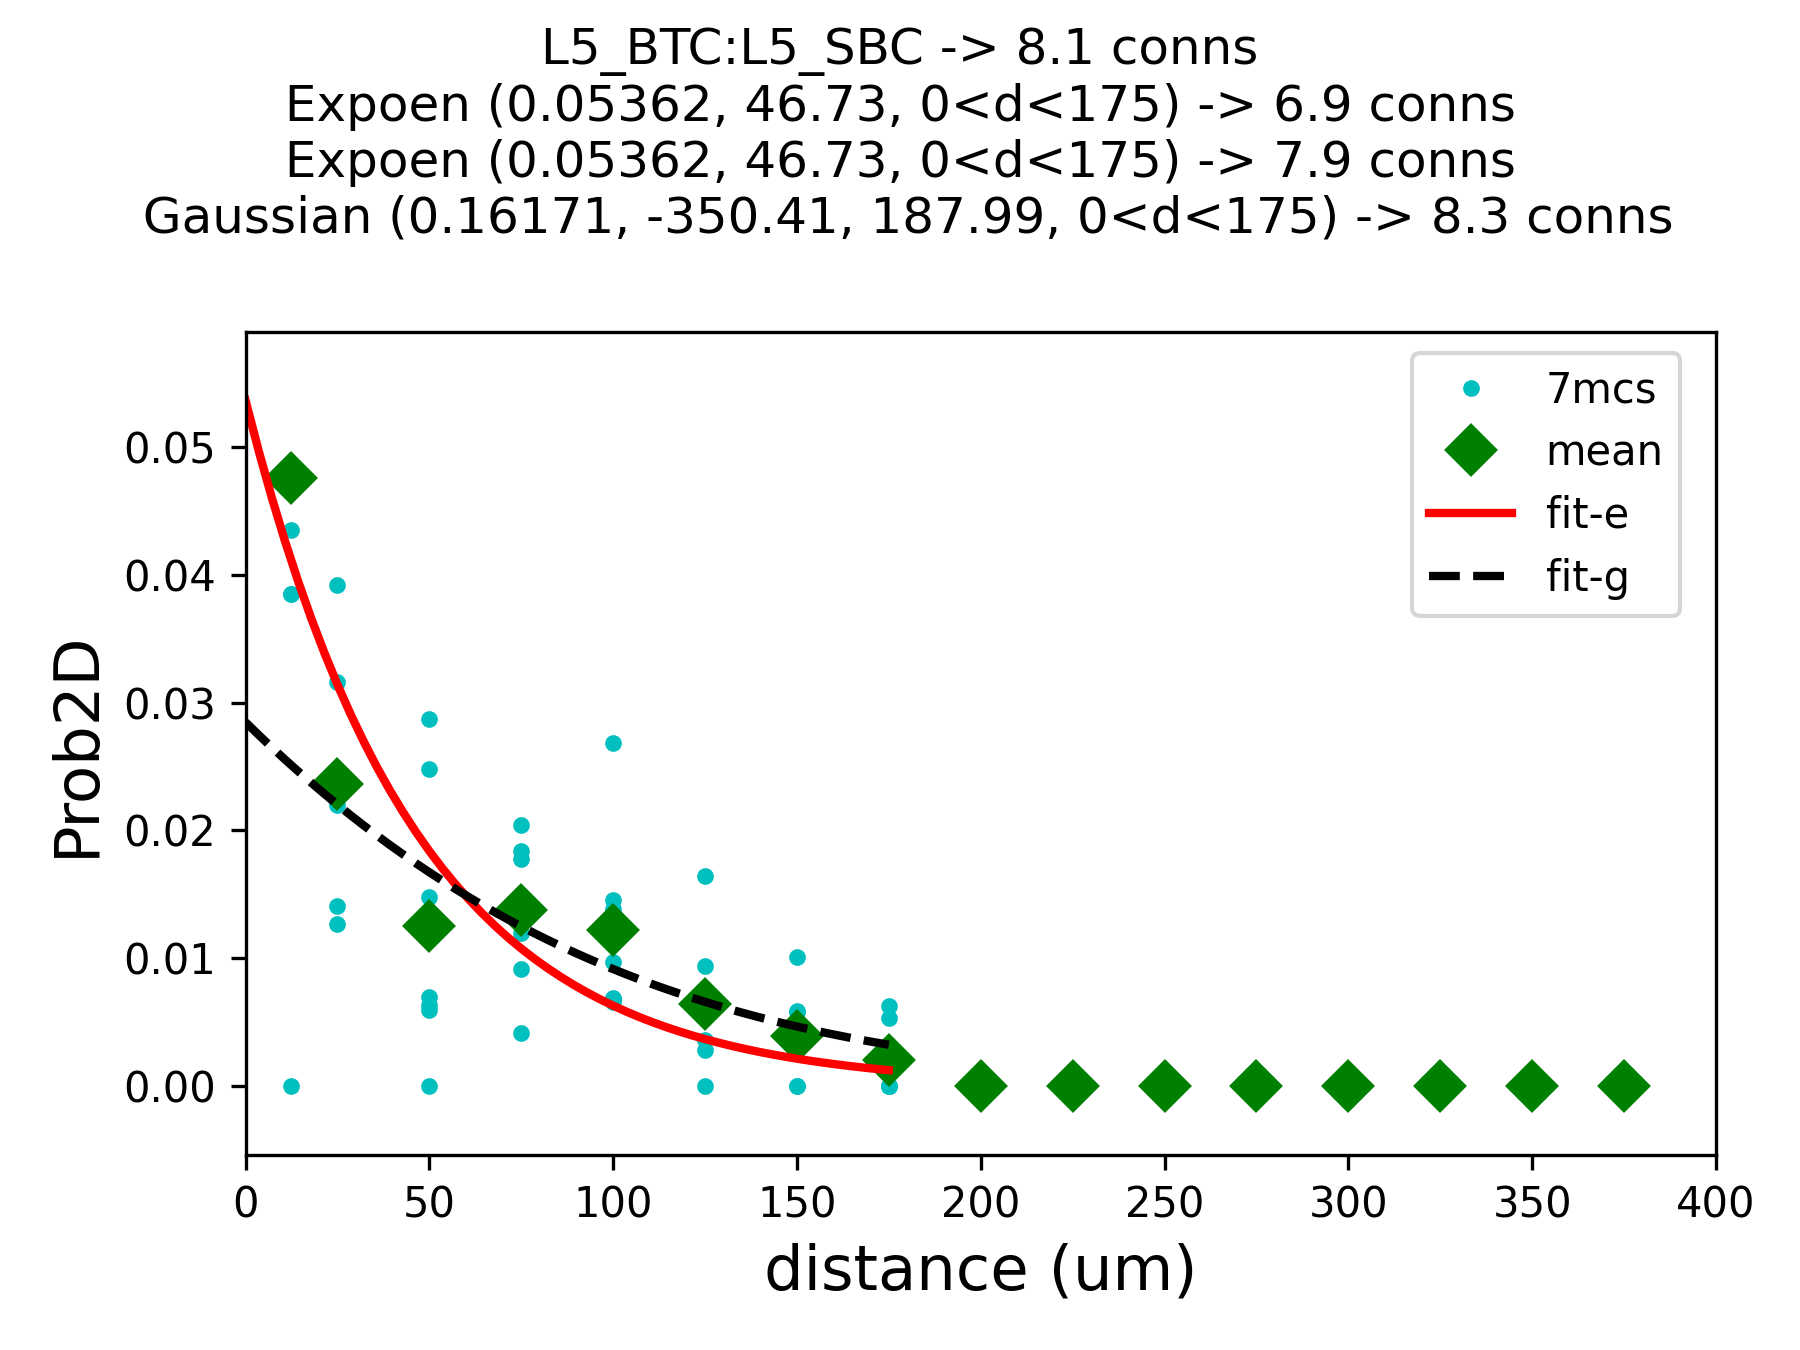 L5_BTC:L5_SBC -> 8.1 conns
Expoen (0.05362, 46.73, 0<d<175) -> 6.9 conns
Expoen (0.05362, 46.73, 0<d<175) -> 7.9 conns
Gaussian (0.16171, -350.41, 187.99, 0<d<175) -> 8.3 conns
7mcs
mean
fit-e
fit-g
Prob2D
0.05
0.04
0.03
0.02
0.01
0.00
0 50 100 150 200 250 300 350 400
distance (um)